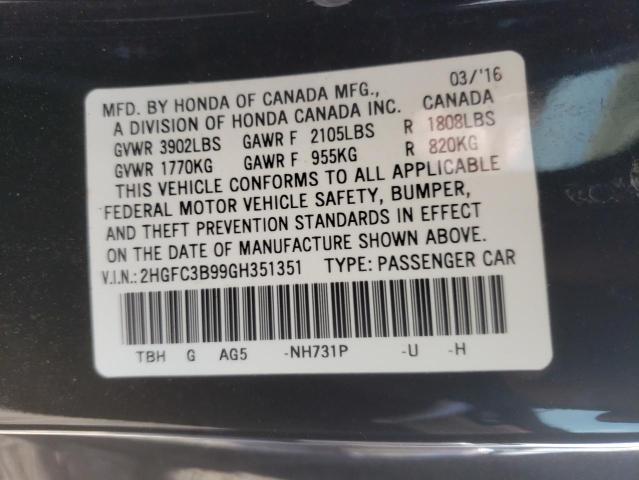 MFD. BY HONDA OF CANADA MFG., 03/'16
A DIVISION OF HONDA CANADA INC. CANADA
GVWR 3902LBS GAWR F 2105LBS R 1808LBS
GVWR 1770KG GAWR F 955KG R 820KG
THIS VEHICLE CONFORMS TO ALL APPLICABLE
FEDERAL MOTOR VEHICLE SAFETY, BUMPER,
AND THEFT PREVENTION STANDARDS IN EFFECT
ON THE DATE OF MANUFACTURE SHOWN ABOVE.
V.I.N.:2HGFC3B99GH351351 TYPE: PASSENGER CAR
TBH G AG5 -NH731P -U -H